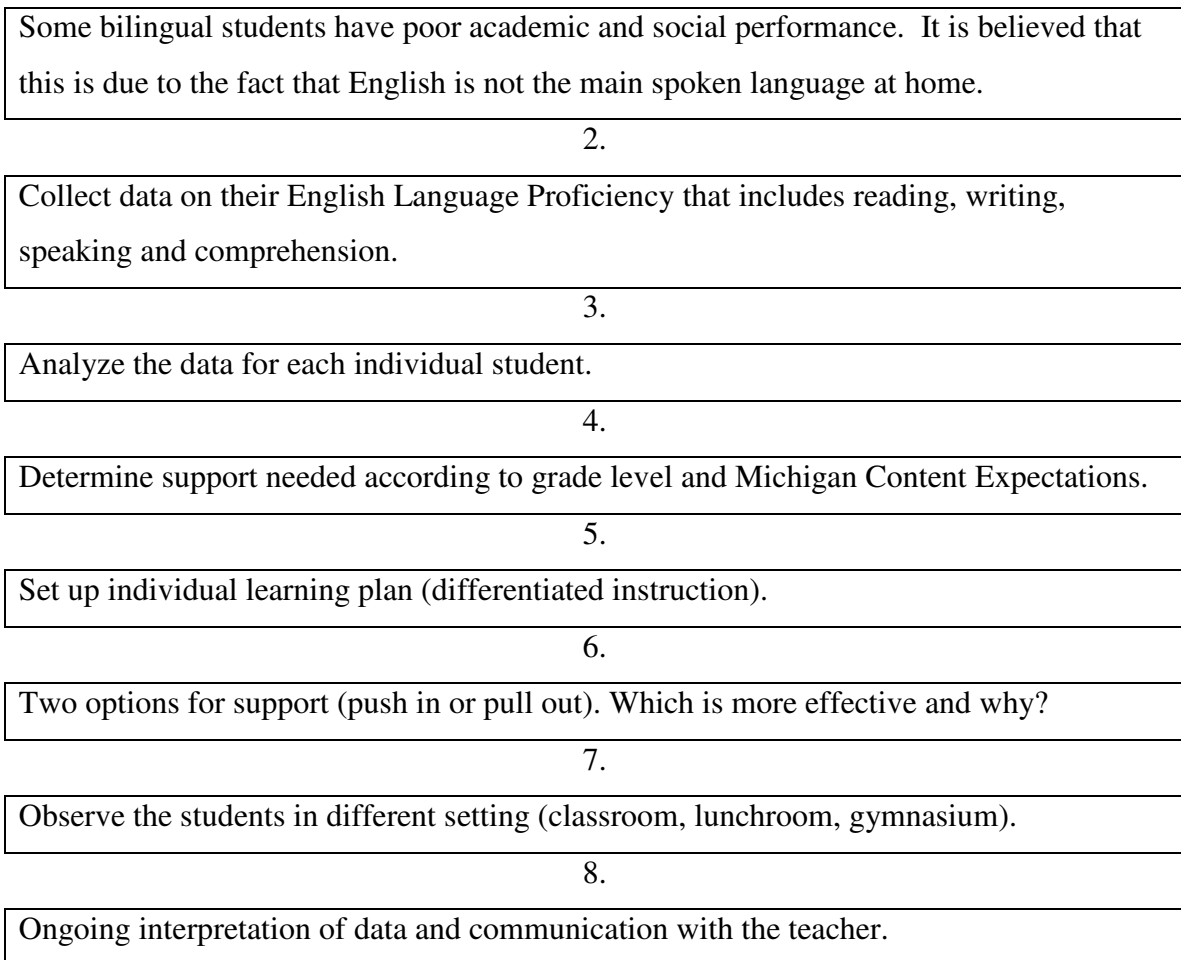 Some bilingual students have poor academic and social performance.  It is believed that
this is due to the fact that English is not the main spoken language at home.
2.
Collect data on their English Language Proficiency that includes reading, writing,
speaking and comprehension.
3.
Analyze the data for each individual student.
4.
Determine support needed according to grade level and Michigan Content Expectations.
5.
Set up individual learning plan (differentiated instruction).
6.
Two options for support (push in or pull out). Which is more effective and why?
7.
Observe the students in different setting (classroom, lunchroom, gymnasium).
8.
Ongoing interpretation of data and communication with the teacher.